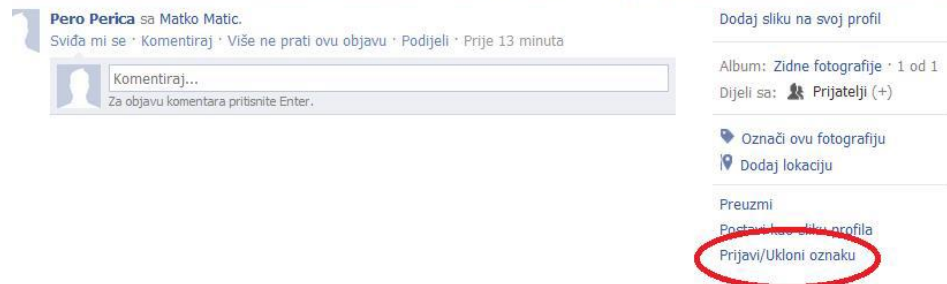 Pero Perica sa Matko Matic.
Sviđa mi se · Komentiraj · Više ne prati ovu objavu · Podijeli · Prije 13 minuta
Komentiraj...
Za objavu komentara pritisnite Enter.
Dodaj sliku na svoj profil
Album: Zidne fotografije · 1 od 1
Dijeli sa: Prijatelji (+)
Označi ovu fotografiju
Dodaj lokaciju
Preuzmi
Postavi kao sliku profila
Prijavi/Ukloni oznaku